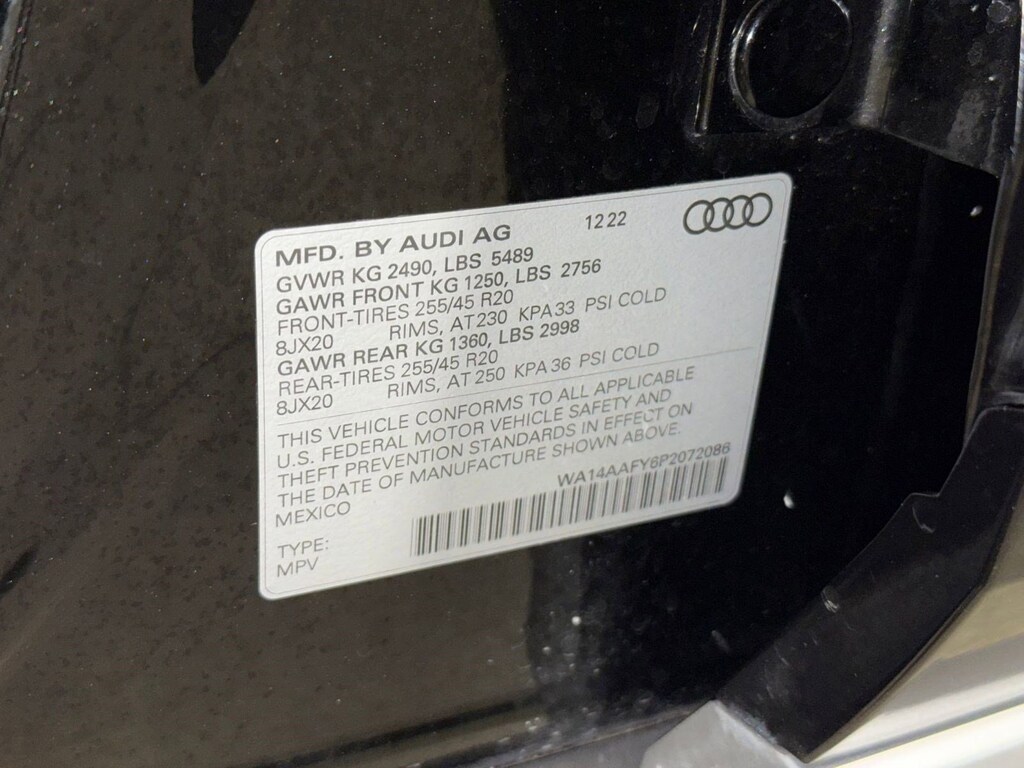 MFD. BY AUDI AG 12 22
GVWR KG 2490, LBS 5489
GAWR FRONT KG 1250, LBS 2756
FRONT-TIRES 255/45 R20
8JX20 RIMS, AT 230 KPA 33 PSI COLD
GAWR REAR KG 1360, LBS 2998
REAR-TIRES 255/45 R20
8JX20 RIMS, AT 250 KPA 36 PSI COLD
THIS VEHICLE CONFORMS TO ALL APPLICABLE
U.S. FEDERAL MOTOR VEHICLE SAFETY AND
THEFT PREVENTION STANDARDS IN EFFECT ON
THE DATE OF MANUFACTURE SHOWN ABOVE.
MEXICO WA14AAFY6P2072086
TYPE:
MPV